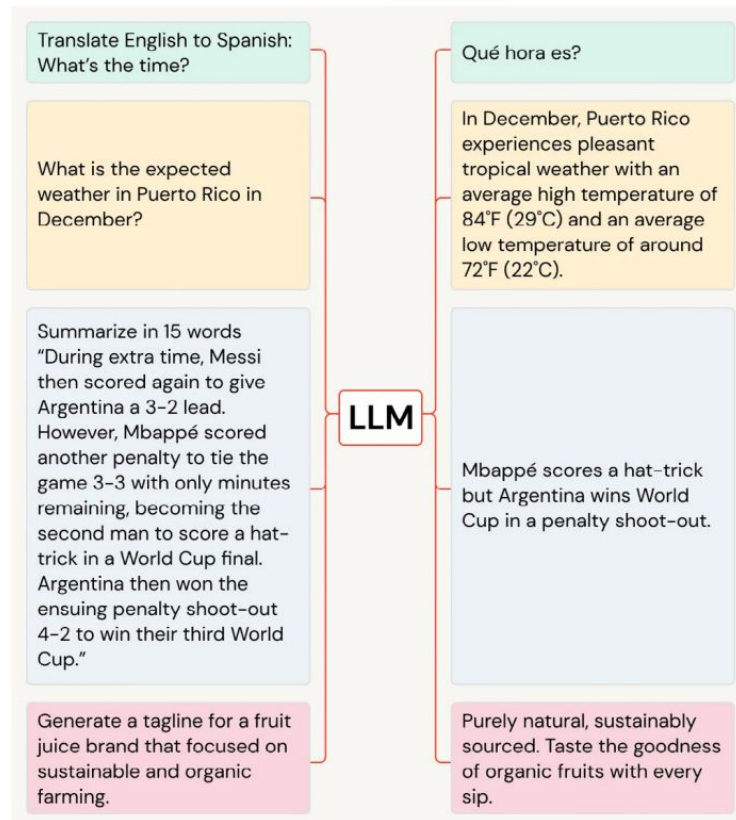 Translate English to Spanish:
What's the time?
Qué hora es?
What is the expected
weather in Puerto Rico in
December?
In December, Puerto Rico
experiences pleasant
tropical weather with an
average high temperature of
84°F (29°C) and an average
low temperature of around
72°F (22°C).
Summarize in 15 words
“During extra time, Messi
then scored again to give
Argentina a 3-2 lead.
However, Mbappé scored
another penalty to tie the
game 3-3 with only minutes
remaining, becoming the
second man to score a hat-
trick in a World Cup final.
Argentina then won the
ensuing penalty shoot-out
4-2 to win their third World
Cup.”
LLM
Mbappé scores a hat-trick
but Argentina wins World
Cup in a penalty shoot-out.
Generate a tagline for a fruit
juice brand that focused on
sustainable and organic
farming.
Purely natural, sustainably
sourced. Taste the goodness
of organic fruits with every
sip.